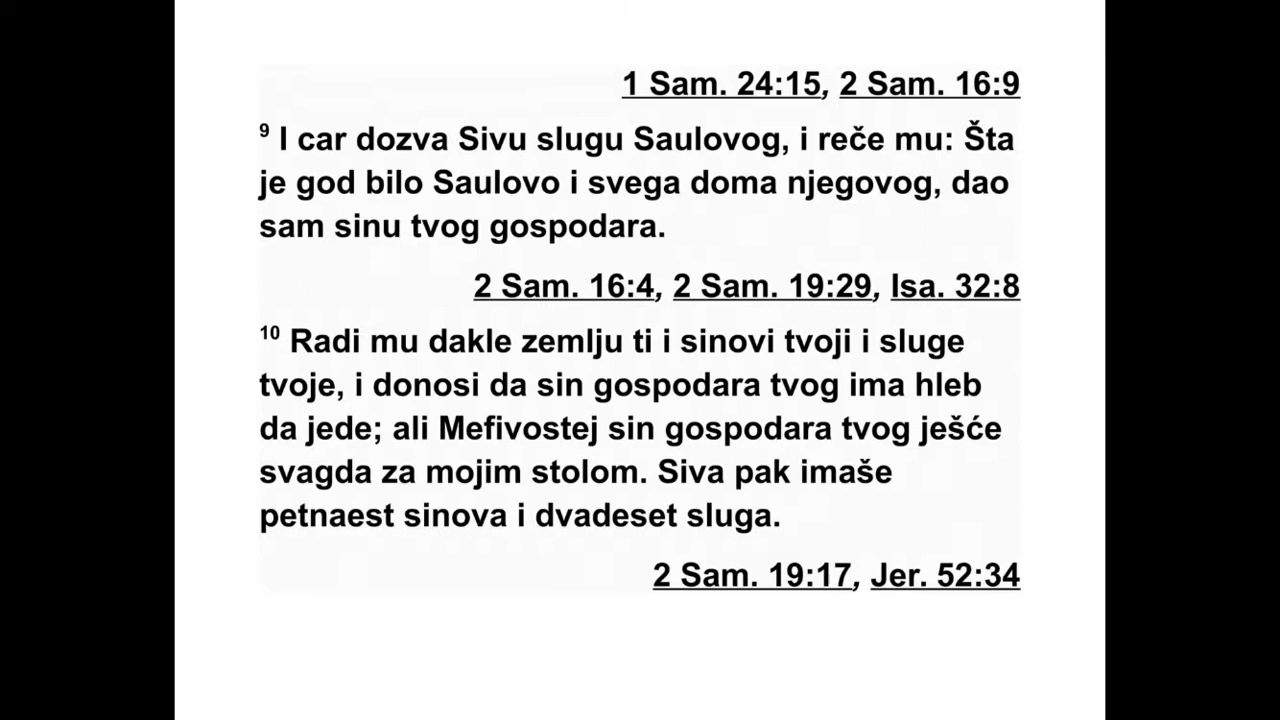 1 Sam. 24:15, 2 Sam. 16:9
9 I car dozva Sivu slugu Saulovog, i reče mu: Šta
je god bilo Saulovo i svega doma njegovog, dao
sam sinu tvog gospodara.
2 Sam. 16:4, 2 Sam. 19:29, Isa. 32:8
10 Radi mu dakle zemlju ti i sinovi tvoji i sluge
tvoje, i donosi da sin gospodara tvog ima hleb
da jede; ali Mefivostej sin gospodara tvog ješće
svagda za mojim stolom. Siva pak imaše
petnaest sinova i dvadeset sluga.
2 Sam. 19:17, Jer. 52:34